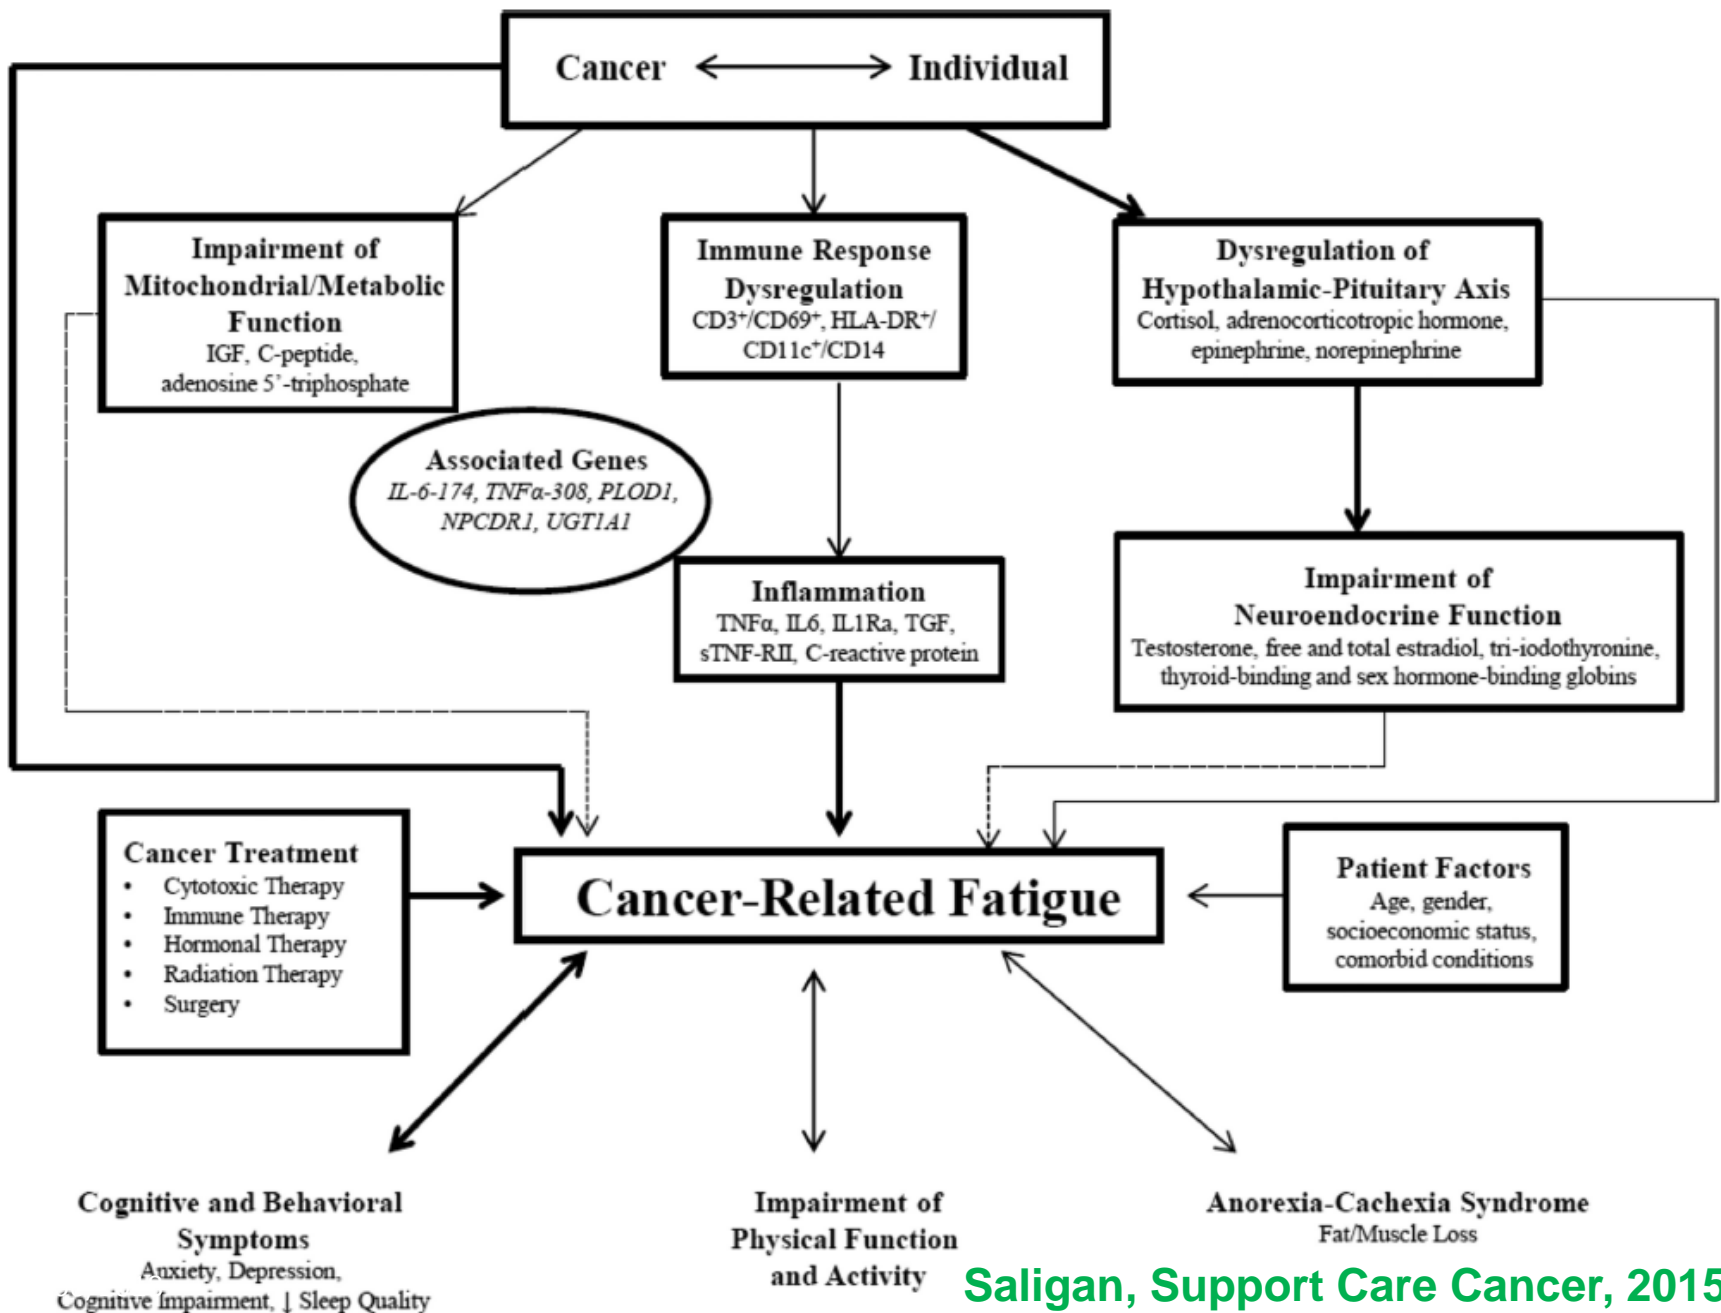 Cancer Individual
Impairment of
Mitochondrial/Metabolic
Function
IGF, C-peptide,
adenosine 5’-triphosphate
Immune Response
Dysregulation
CD3⁺/CD69⁺, HLA-DR⁺/
CD11c⁺/CD14
Dysregulation of
Hypothalamic-Pituitary Axis
Cortisol, adrenocorticotropic hormone,
epinephrine, norepinephrine
Associated Genes
IL-6-174, TNFα-308, PLOD1,
NPCDR1, UGT1A1
Inflammation
TNFα, IL6, IL1Ra, TGF,
sTNF-RII, C-reactive protein
Impairment of
Neuroendocrine Function
Testosterone, free and total estradiol, tri-iodothyronine,
thyroid-binding and sex hormone-binding globins
Cancer Treatment
• Cytotoxic Therapy
• Immune Therapy
• Hormonal Therapy
• Radiation Therapy
• Surgery
Cancer-Related Fatigue
Patient Factors
Age, gender,
socioeconomic status,
comorbid conditions
Cognitive and Behavioral
Symptoms
Anxiety, Depression,
Cognitive Impairment, ↓ Sleep Quality
Impairment of
Physical Function
and Activity
Anorexia-Cachexia Syndrome
Fat/Muscle Loss
Saligan, Support Care Cancer, 2015